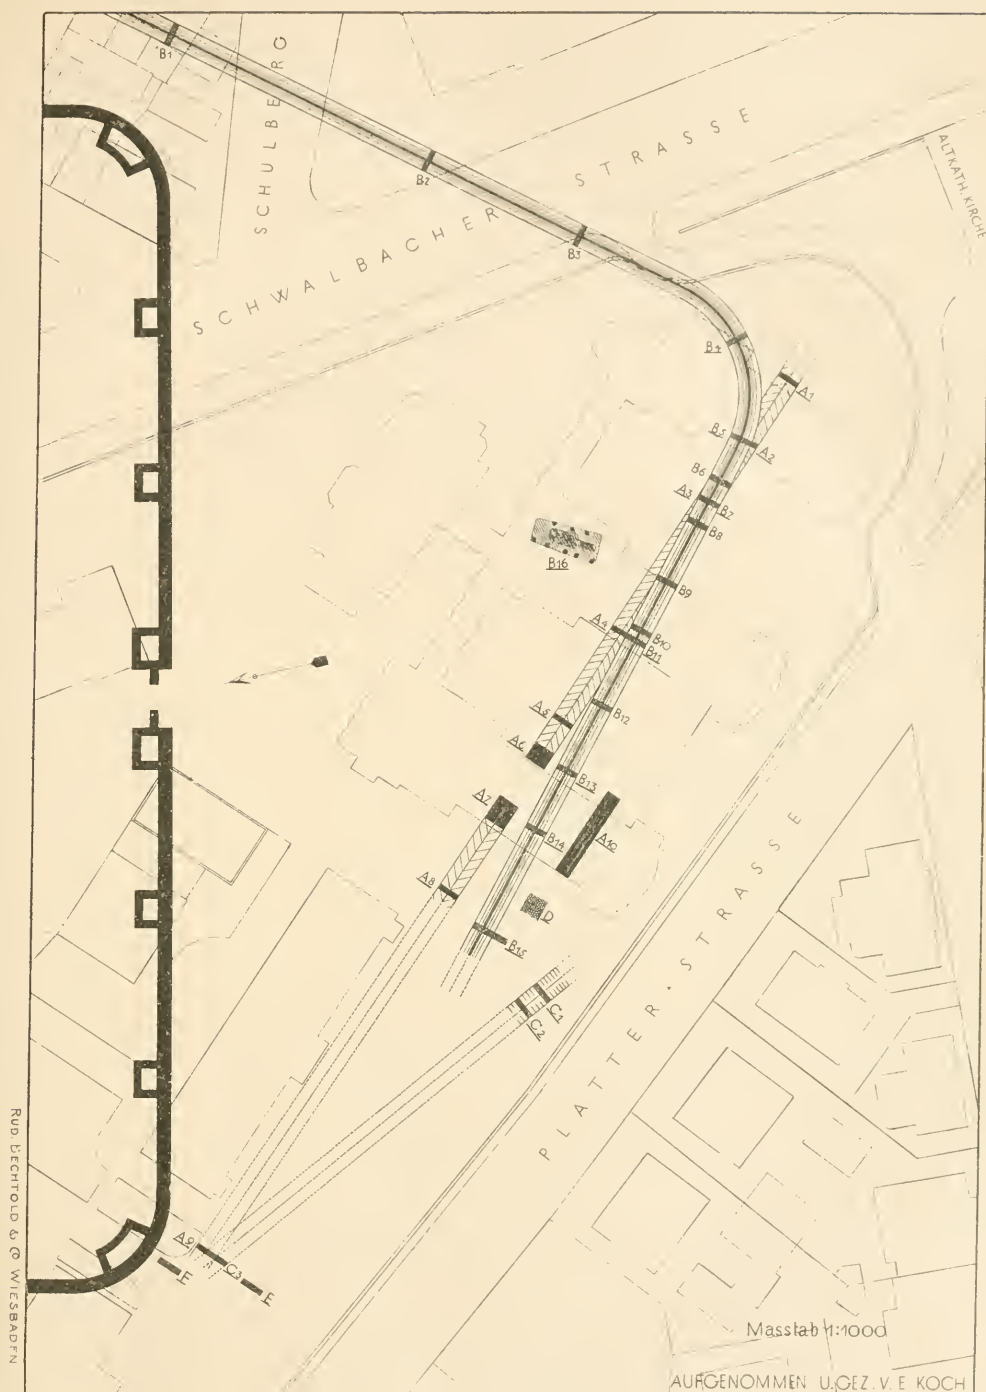 B1
SCHULBERG
B2
SCHWALBACHER STRASSE
B3
ALTKATH. KIRCHE
B4
A1
B5
A2
B6
A3
B7
B8
B16
B9
A4
B10
B11
A5
B12
A6
B13
A7
B14
A10
A8
D
B15
C1
C2
PLATTER · STRASSE
A9
C3
F
E
RUD. BECHTOLD & Co WIESBADEN
Masstab 1:1000
AUFGENOMMEN U. GEZ. V. E. KOCH